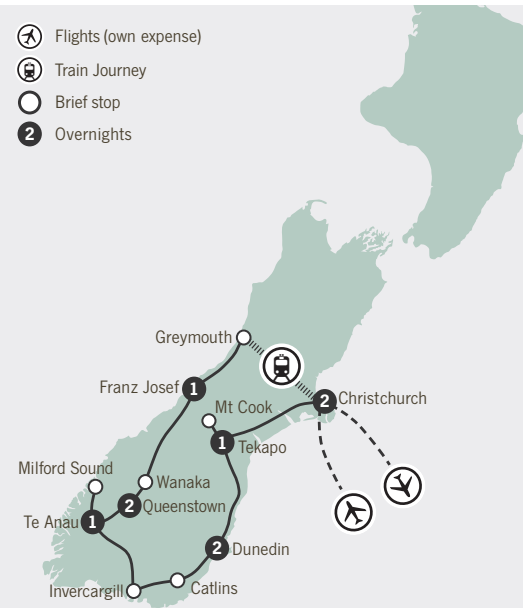 Flights (own expense)
Train Journey
Brief stop
2 Overnights
Greymouth
Franz Josef 1
2 Christchurch
Mt Cook
1 Tekapo
Milford Sound
Wanaka
2 Queenstown
Te Anau 1
2 Dunedin
Catlins
Invercargill